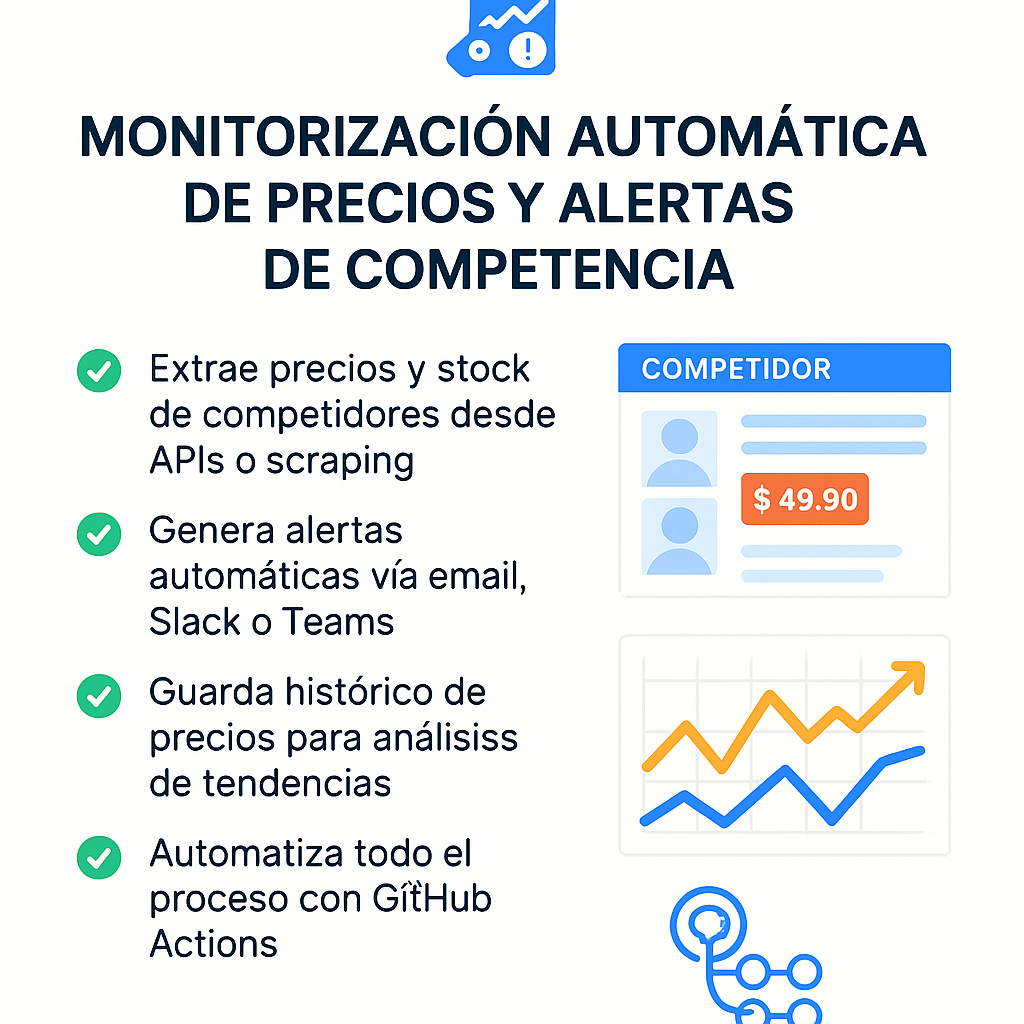 MONITORIZACIÓN AUTOMÁTICA
DE PRECIOS Y ALERTAS
DE COMPETENCIA
Extrae precios y stock
de competidores desde
APIs o scraping
Genera alertas
automáticas vía email,
Slack o Teams
Guarda histórico de
precios para análisiss
de tendencias
Automatiza todo el
proceso con GitHub
Actions
COMPETIDOR
$ 49.90